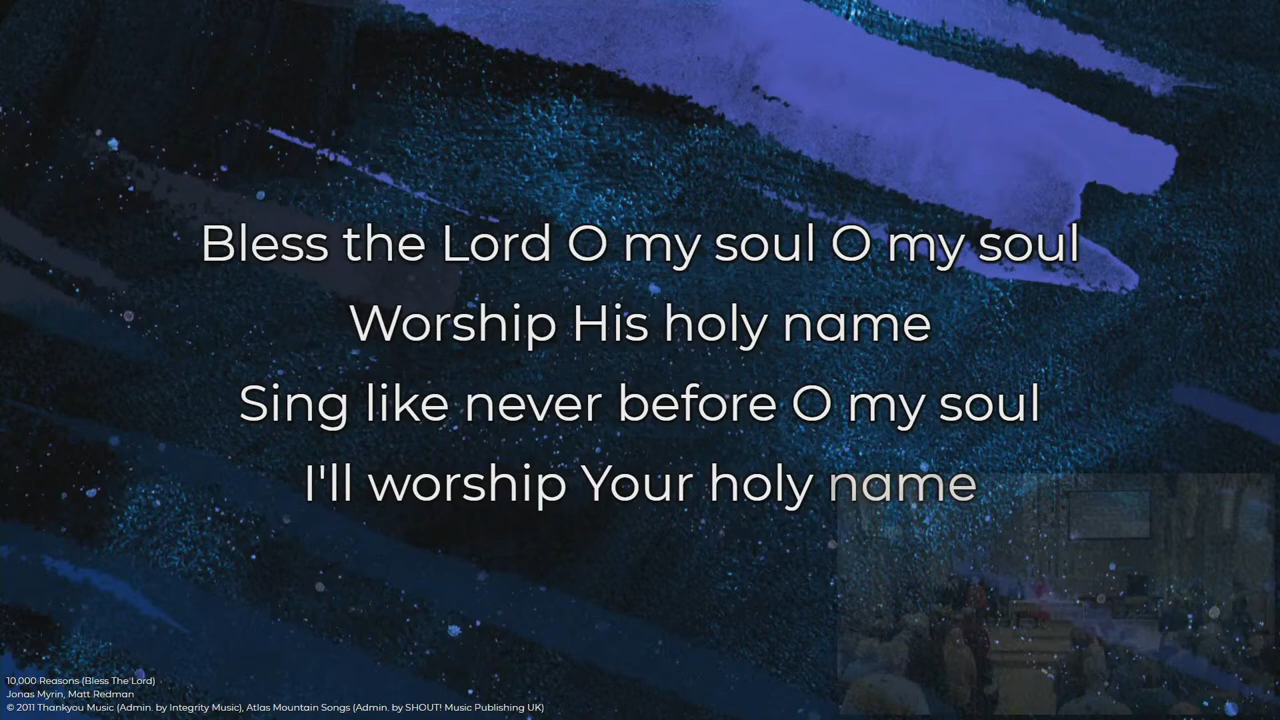 Bless the Lord O my soul O my soul
Worship His holy name
Sing like never before O my soul
I'll worship Your holy name
10,000 Reasons (Bless The Lord)
Jonas Myrin, Matt Redman
© 2011 Thankyou Music (Admin. by Integrity Music), Atlas Mountain Songs (Admin. by SHOUT! Music Publishing UK)